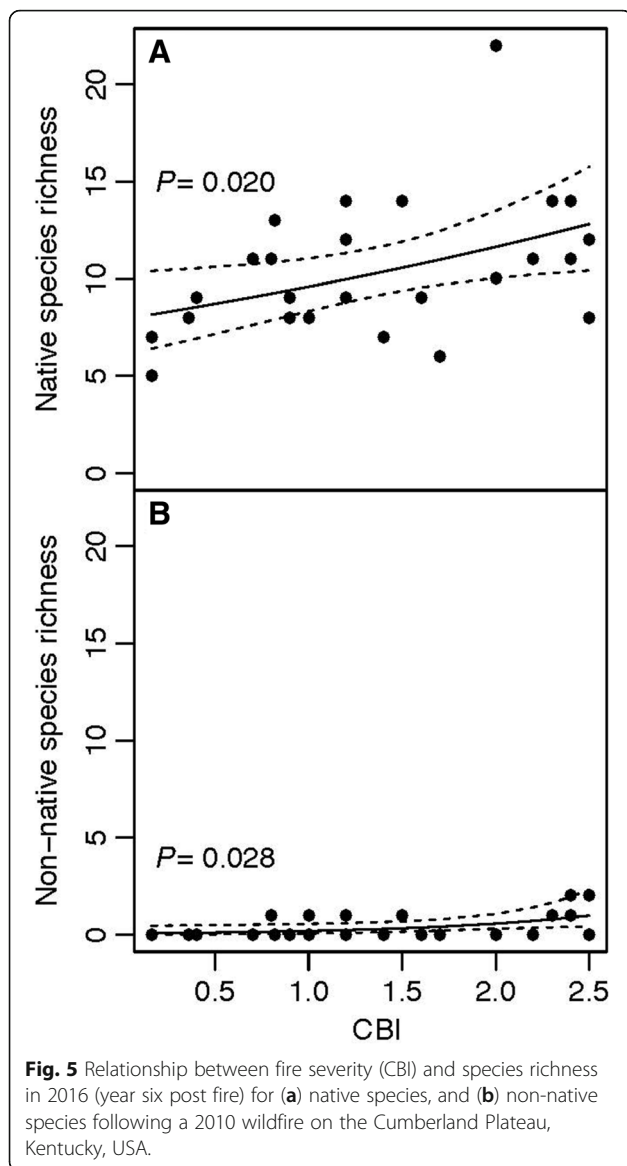 A
P= 0.020
Native species richness
20
15
10
5
0
B
P= 0.028
Non−native species richness
20
15
10
5
0
0.5 1.0 1.5 2.0 2.5
CBI
Fig. 5 Relationship between fire severity (CBI) and species richness
in 2016 (year six post fire) for (a) native species, and (b) non-native
species following a 2010 wildfire on the Cumberland Plateau,
Kentucky, USA.